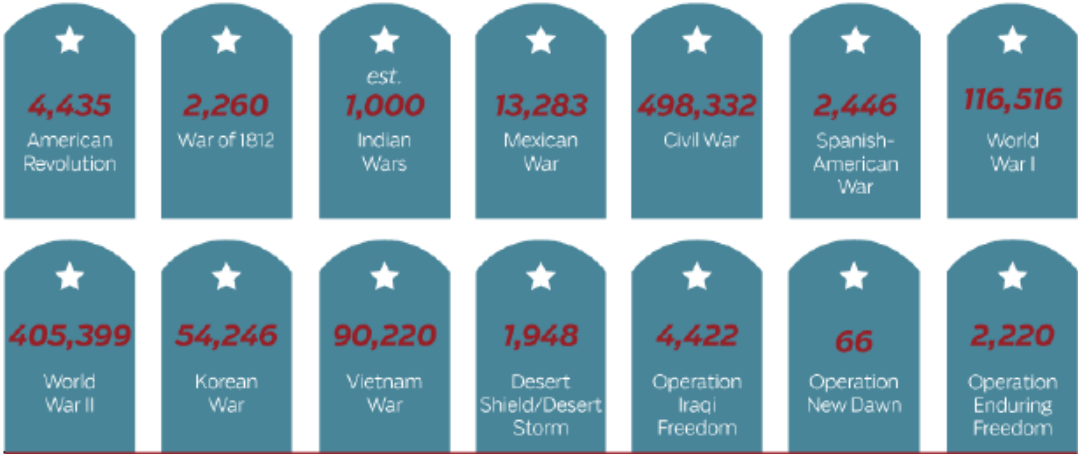 4,435
American
Revolution
2,260
War of 1812
est.
1,000
Indian
Wars
13,283
Mexican
War
498,332
Civil War
2,446
Spanish-
American
War
116,516
World
War I
405,399
World
War II
54,246
Korean
War
90,220
Vietnam
War
1,948
Desert
Shield/Desert
Storm
4,422
Operation
Iraqi
Freedom
66
Operation
New Dawn
2,220
Operation
Enduring
Freedom